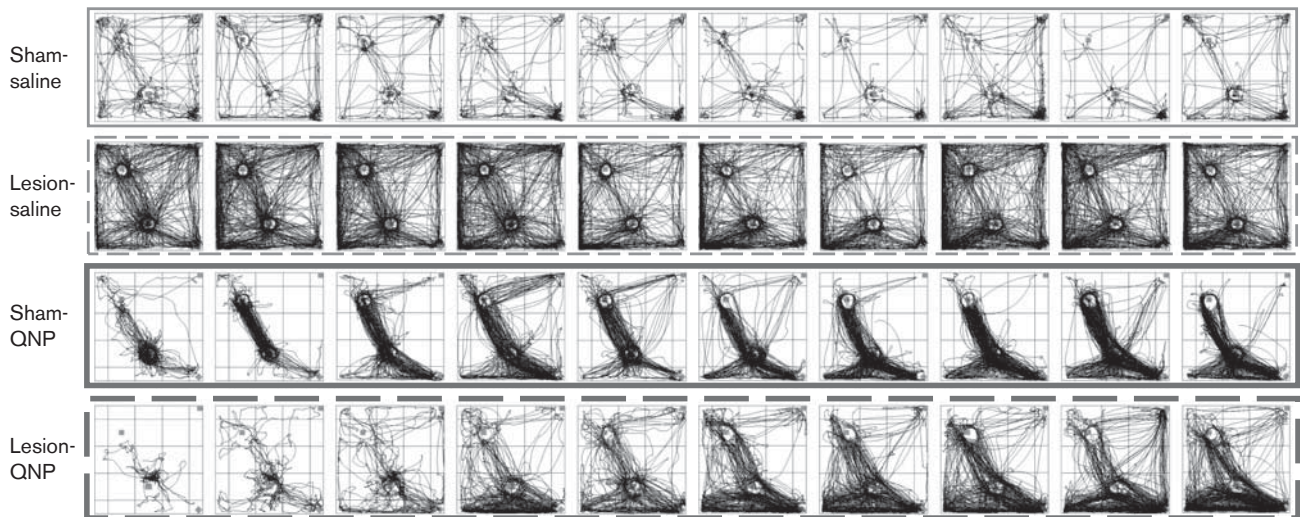 Sham-
saline
Lesion-
saline
Sham-
QNP
Lesion-
QNP